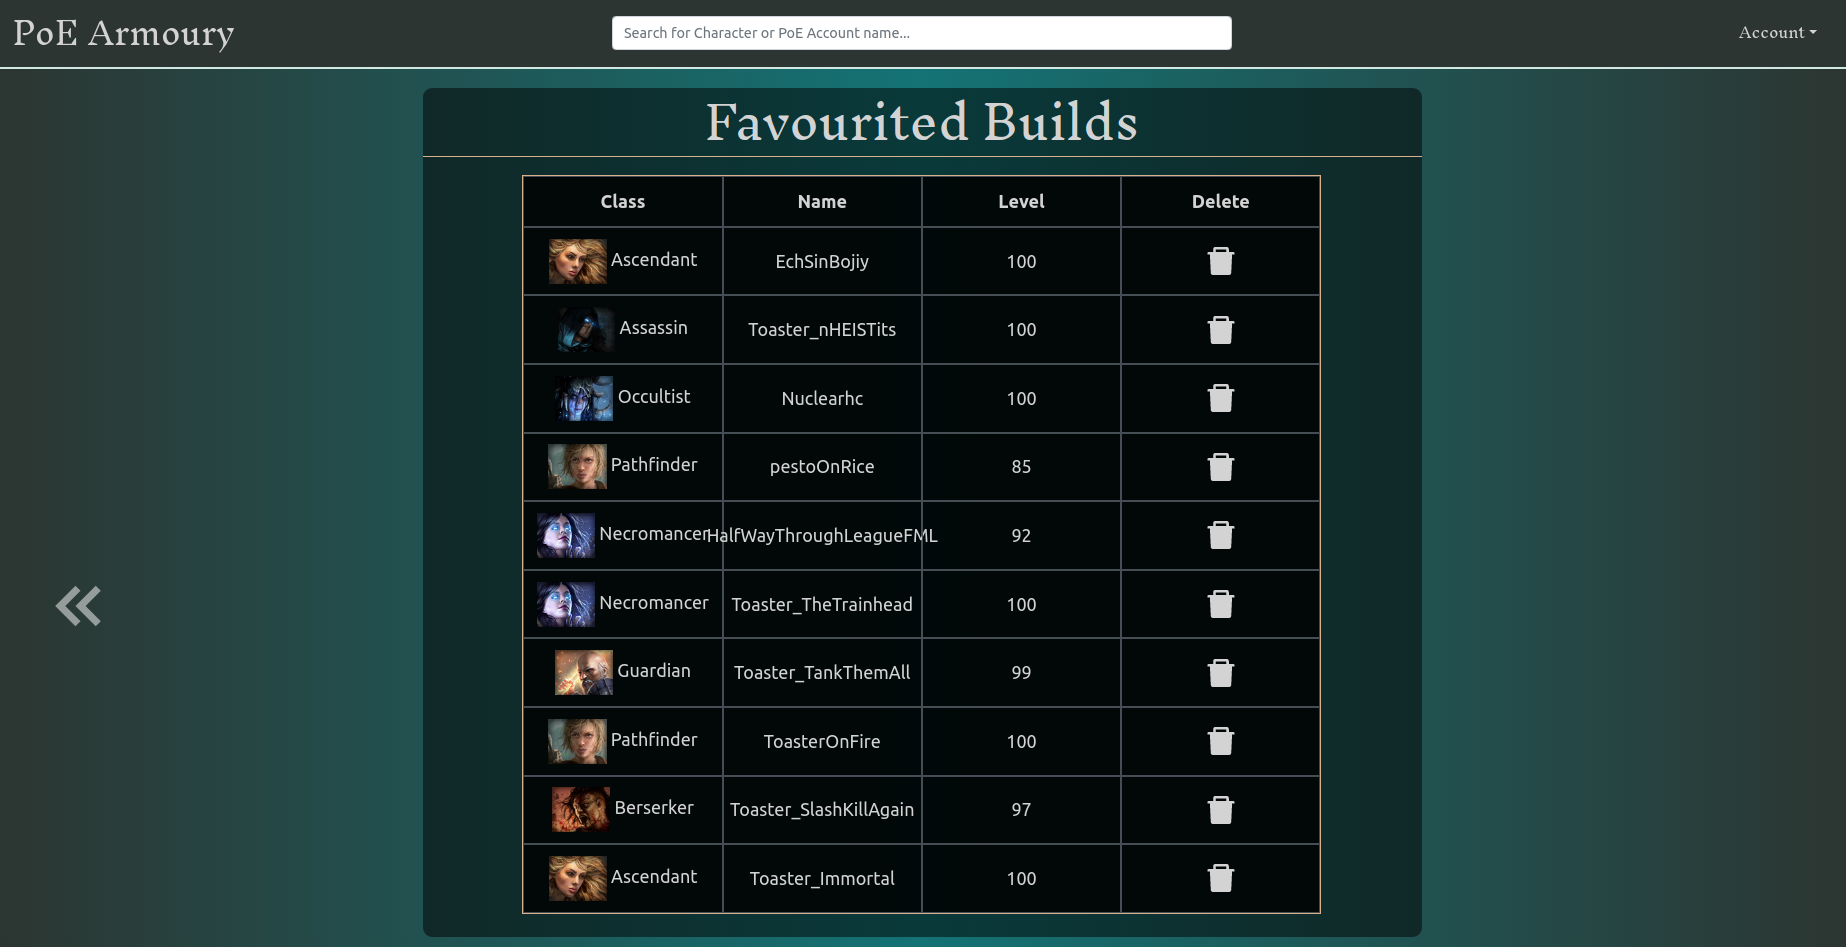 PoE Armoury
Search for Character or PoE Account name...
Account
Favourited Builds
Class Name Level Delete
Ascendant EchSinBojiy 100
Assassin Toaster_nHEISTits 100
Occultist Nuclearhc 100
Pathfinder pestoOnRice 85
Necromancer HalfWayThroughLeagueFML 92
Necromancer Toaster_TheTrainhead 100
Guardian Toaster_TankThemAll 99
Pathfinder ToasterOnFire 100
Berserker Toaster_SlashKillAgain 97
Ascendant Toaster_Immortal 100